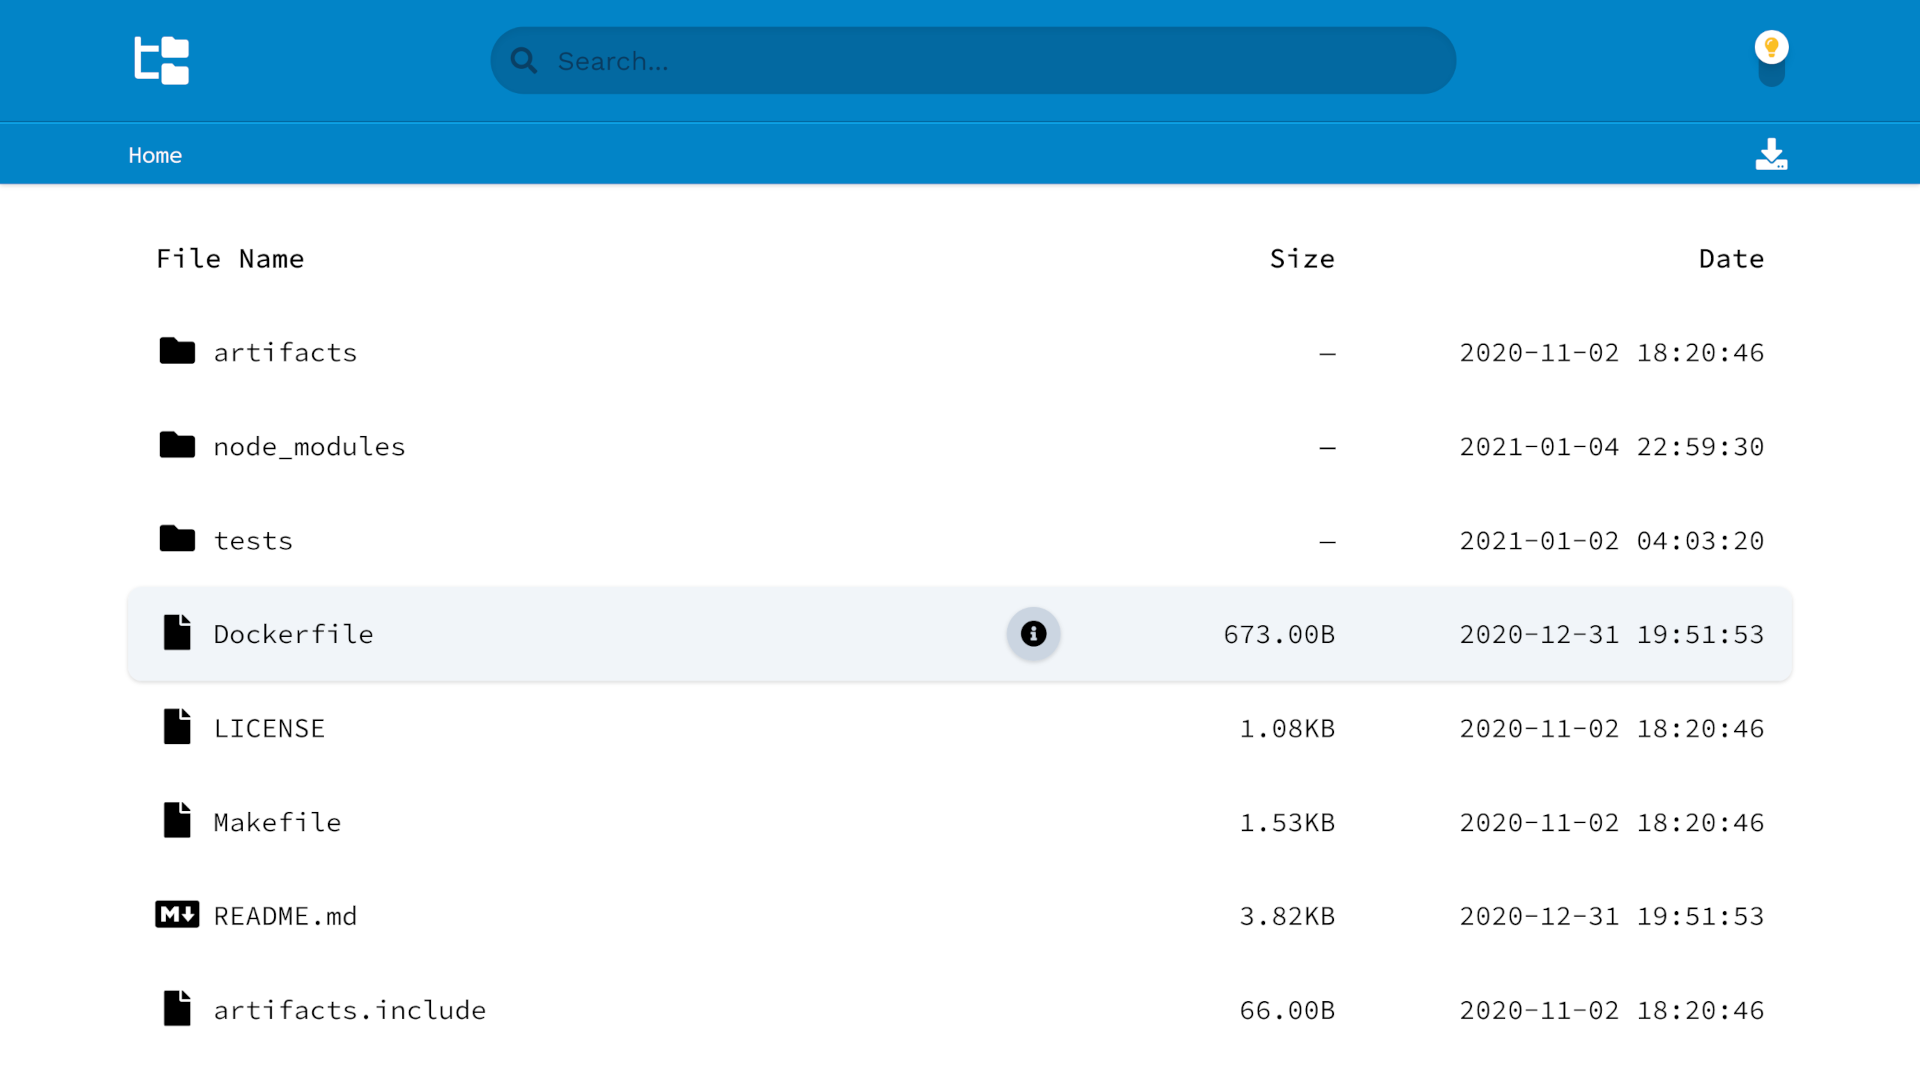 Search...
Home
File Name Size Date
artifacts — 2020-11-02 18:20:46
node_modules — 2021-01-04 22:59:30
tests — 2021-01-02 04:03:20
Dockerfile 673.00B 2020-12-31 19:51:53
LICENSE 1.08KB 2020-11-02 18:20:46
Makefile 1.53KB 2020-11-02 18:20:46
README.md 3.82KB 2020-12-31 19:51:53
artifacts.include 66.00B 2020-11-02 18:20:46